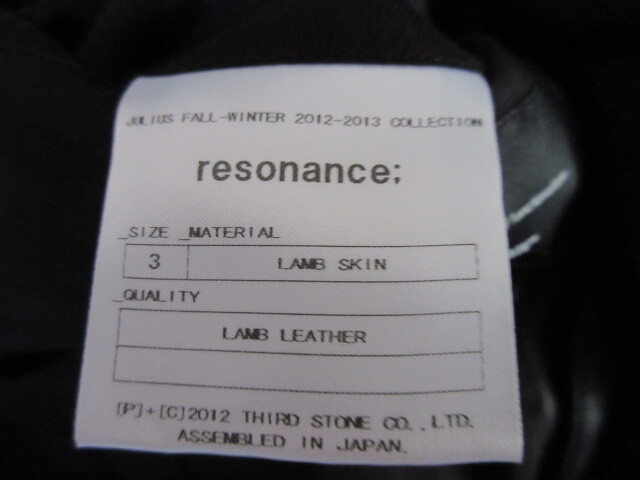 JULIUS FALL-WINTER 2012-2013 COLLECTION
resonance;
_SIZE _MATERIAL
3 LAMB SKIN
_QUALITY
LAMB LEATHER
[P]+[C]2012 THIRD STONE CO.,LTD.
ASSEMBLED IN JAPAN.